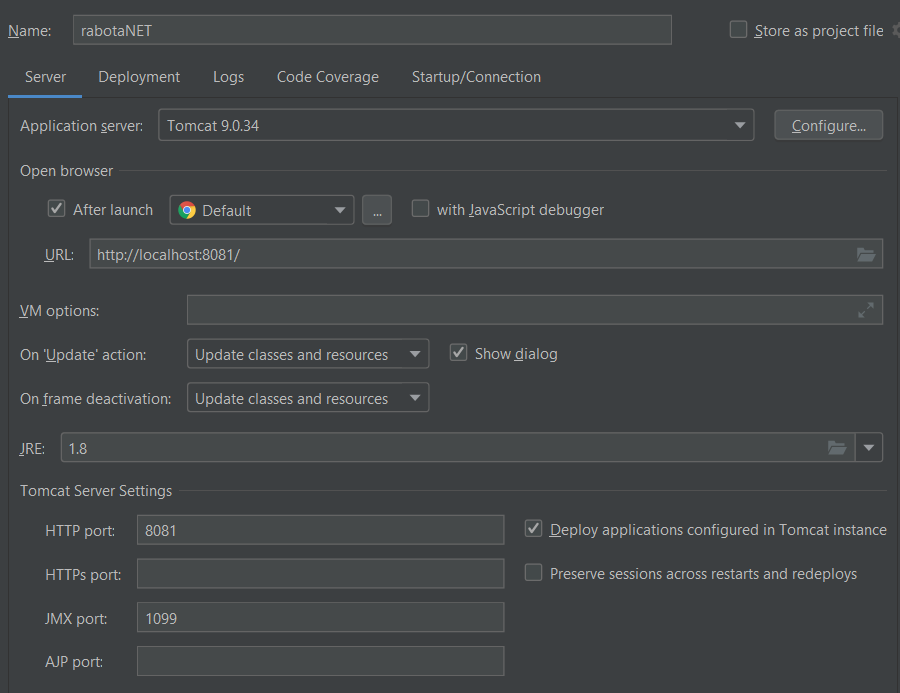 Name: rabotaNET Store as project file
Server Deployment Logs Code Coverage Startup/Connection
Application server: Tomcat 9.0.34 Configure...
Open browser
After launch Default ... with JavaScript debugger
URL: http://localhost:8081/
VM options:
On 'Update' action: Update classes and resources Show dialog
On frame deactivation: Update classes and resources
JRE: 1.8
Tomcat Server Settings
HTTP port: 8081 Deploy applications configured in Tomcat instance
HTTPs port: Preserve sessions across restarts and redeploys
JMX port: 1099
AJP port: